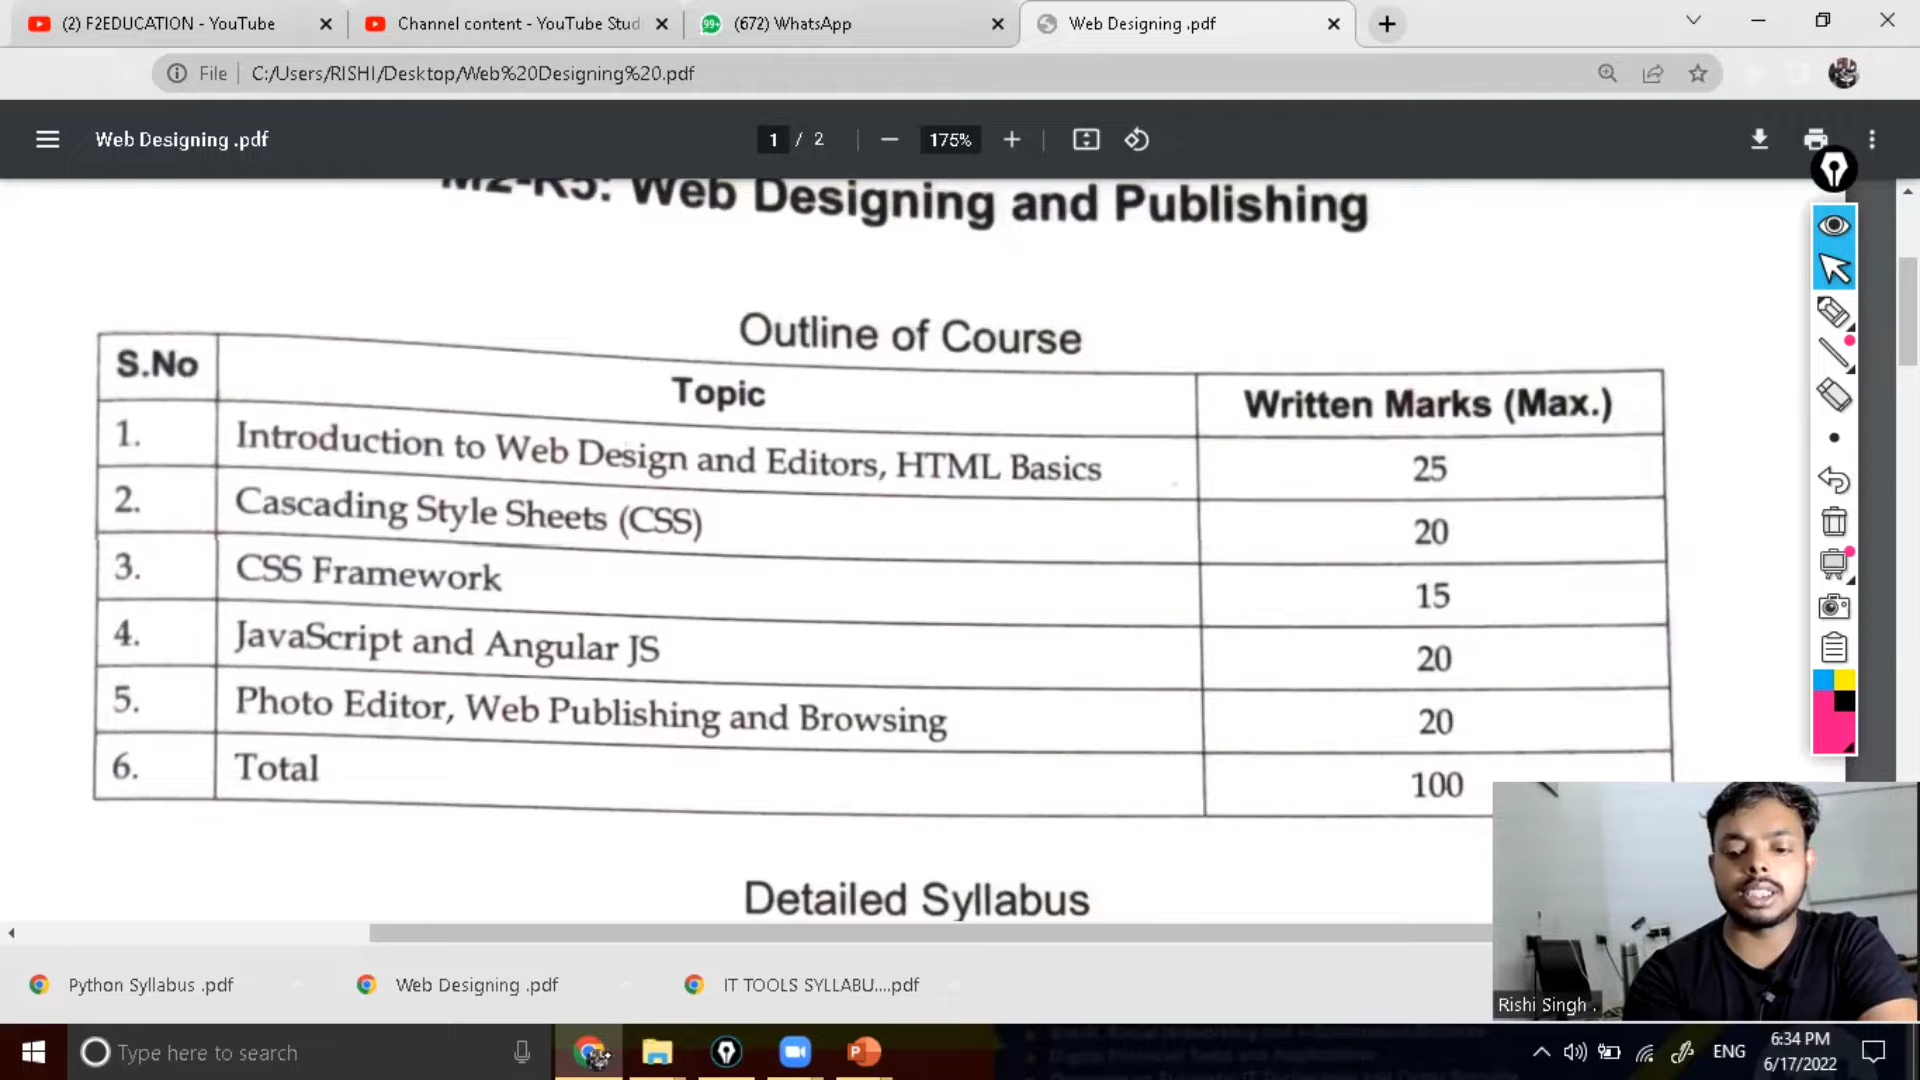 (2) F2EDUCATION - YouTube
Channel content - YouTube Stud
99+
(672) WhatsApp
Web Designing .pdf
File
C:/Users/RISHI/Desktop/Web%20Designing%20.pdf
Web Designing .pdf
1 / 2
175%
M2-R5: Web Designing and Publishing
Outline of Course
S.No Topic Written Marks (Max.)
1. Introduction to Web Design and Editors, HTML Basics 25
2. Cascading Style Sheets (CSS) 20
3. CSS Framework 15
4. JavaScript and Angular JS 20
5. Photo Editor, Web Publishing and Browsing 20
6. Total 100
Detailed Syllabus
Python Syllabus .pdf
Web Designing .pdf
IT TOOLS SYLLABU....pdf
Rishi Singh .
Type here to search
ENG
6:34 PM
6/17/2022